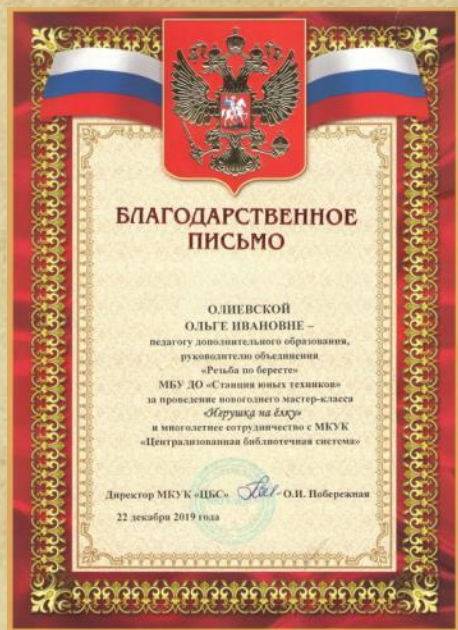 БЛАГОДАРСТВЕННОЕ
ПИСЬМО
ОЛИЕВСКОЙ
ОЛЬГЕ ИВАНОВНЕ –
педагогу дополнительного образования,
руководителю объединения
«Резьба по бересте»
МБУ ДО «Станция юных техников»
за проведение новогоднего мастер-класса
«Игрушка на ёлку»
и многолетнее сотрудничество с МКУК
«Централизованная библиотечная система»
Директор МКУК «ЦБС» О.И. Побережная
22 декабря 2019 года